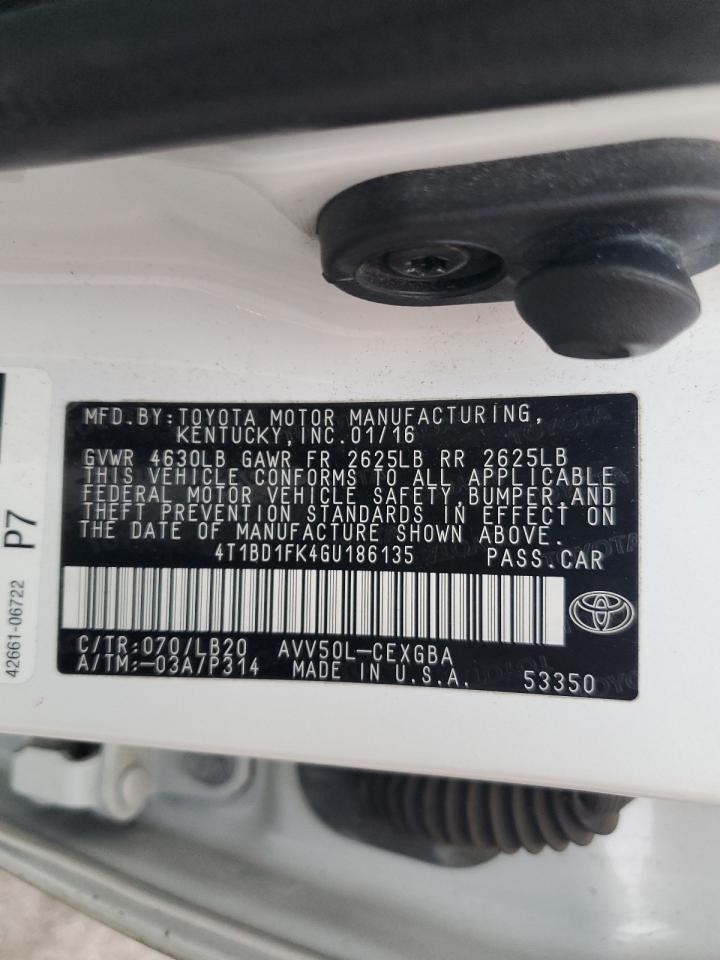 MFD.BY:TOYOTA MOTOR MANUFACTURING,
KENTUCKY,INC.01/16
GVWR 4630LB GAWR FR 2625LB RR 2625LB
THIS VEHICLE CONFORMS TO ALL APPLICABLE
FEDERAL MOTOR VEHICLE SAFETY,BUMPER,AND
THEFT PREVENTION STANDARDS IN EFFECT ON
THE DATE OF MANUFACTURE SHOWN ABOVE.
4T1BD1FK4GU186135 PASS.CAR
C/TR:070/LB20 AVV50L-CEXGBA
A/TM:-03A7P314 MADE IN U.S.A. 53350
P7
42661-06722